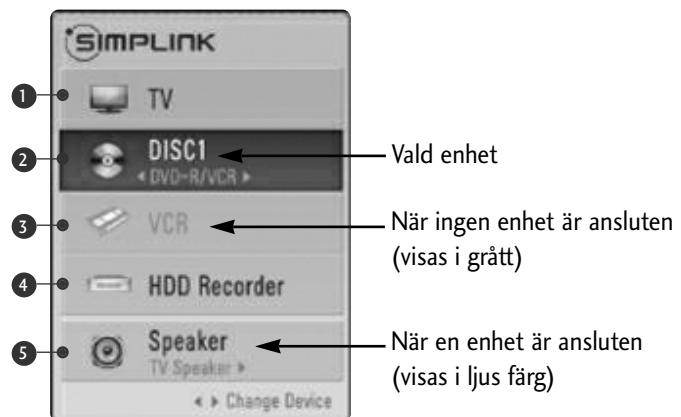 SIMPLINK
1 TV
2 DISC1
◂ DVD-R/VCR ▸
Vald enhet
3 VCR
När ingen enhet är ansluten
(visas i grått)
4 HDD Recorder
5 Speaker
TV Speaker ▸
När en enhet är ansluten
(visas i ljus färg)
◂ ▸ Change Device